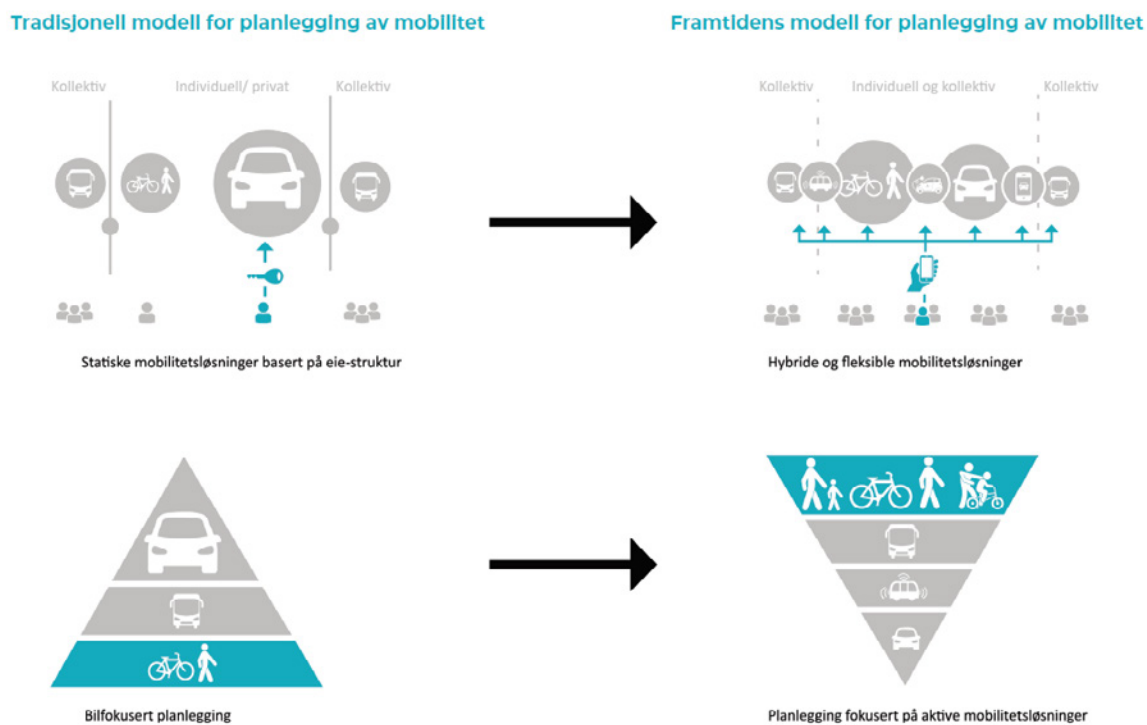 Tradisjonell modell for planlegging av mobilitet
Framtidens modell for planlegging av mobilitet
Kollektiv
Individuell/ privat
Kollektiv
Kollektiv
Individuell og kollektiv
Kollektiv
Statiske mobilitetsløsninger basert på eie-struktur
Hybride og fleksible mobilitetsløsninger
Bilfokusert planlegging
Planlegging fokusert på aktive mobilitetsløsninger